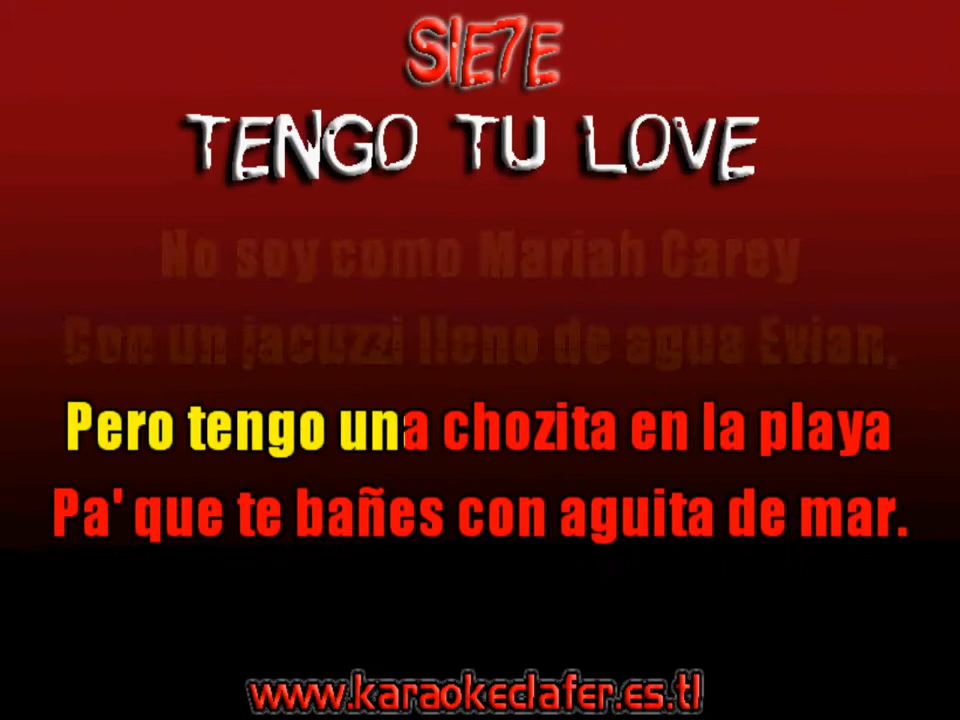 SIE7E
TENGO TU LOVE
No soy como Mariah Carey
Con un jacuzzi lleno de agua Evian,
Pero tengo una chozita en la playa
Pa' que te bañes con aguita de mar.
www.karaokeclafer.es.tl